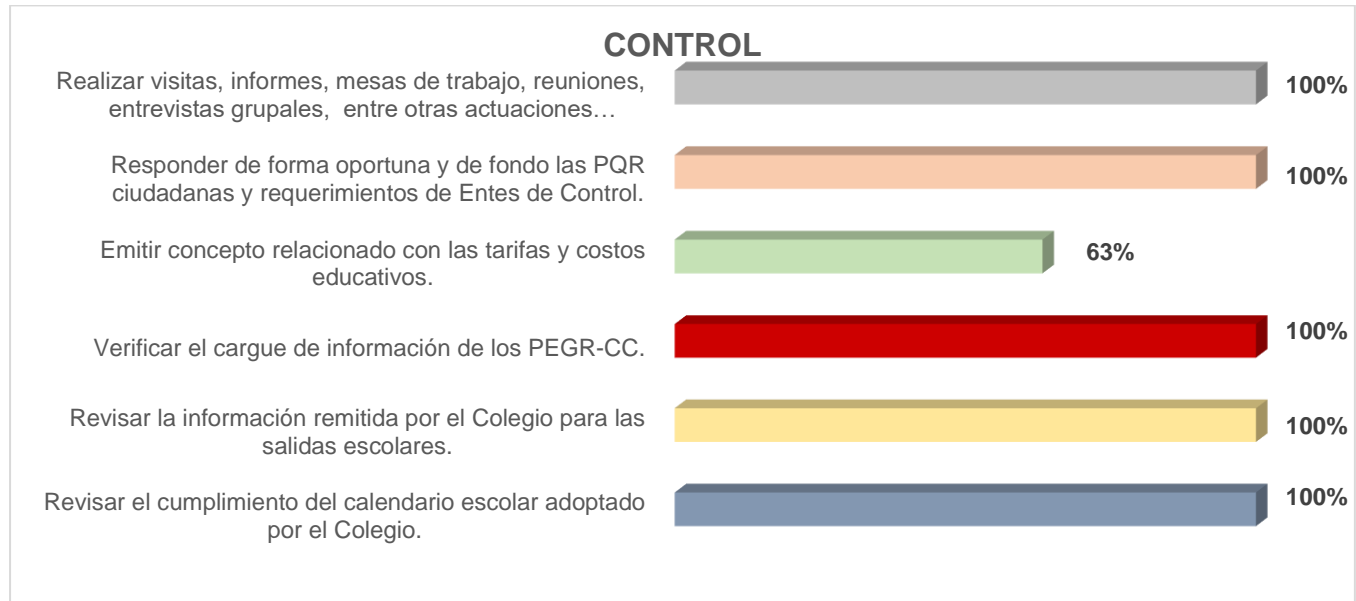 CONTROL
Realizar visitas, informes, mesas de trabajo, reuniones,
entrevistas grupales, entre otras actuaciones…
100%
Responder de forma oportuna y de fondo las PQR
ciudadanas y requerimientos de Entes de Control.
100%
Emitir concepto relacionado con las tarifas y costos
educativos.
63%
Verificar el cargue de información de los PEGR-CC.
100%
Revisar la información remitida por el Colegio para las
salidas escolares.
100%
Revisar el cumplimiento del calendario escolar adoptado
por el Colegio.
100%